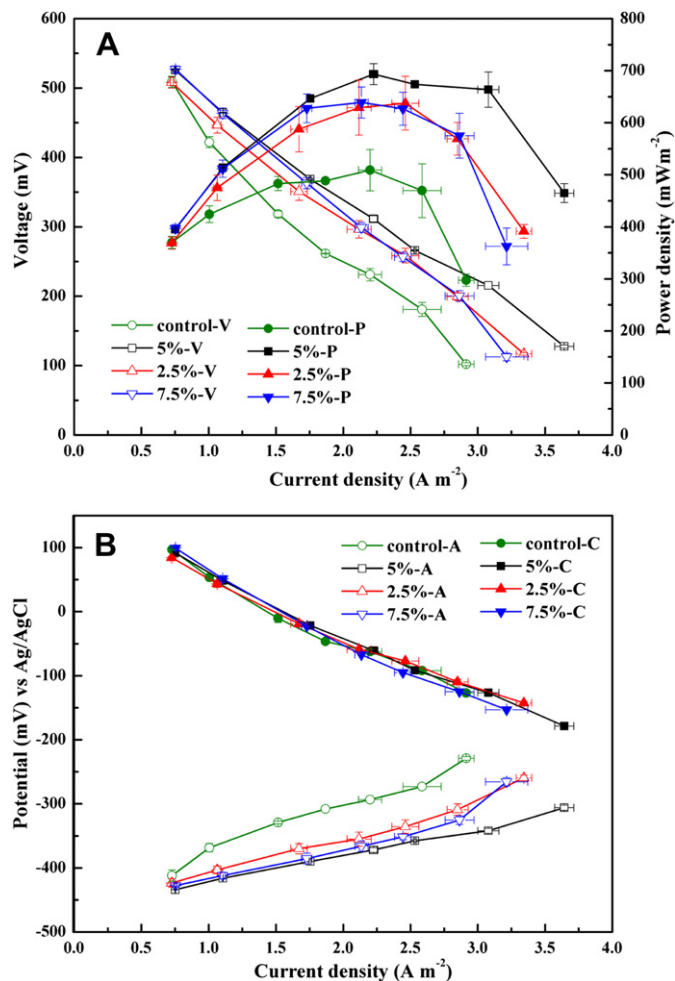 A
600
500
400
300
200
100
0
Voltage (mV)
800
700
600
500
400
300
200
100
0
Power density (mWm-2)
control-V
control-P
5%-V
5%-P
2.5%-V
2.5%-P
7.5%-V
7.5%-P
0.0 0.5 1.0 1.5 2.0 2.5 3.0 3.5 4.0
Current density (A m-2)
B
100
0
-100
-200
-300
-400
-500
Potential (mV) vs Ag/AgCl
control-A
control-C
5%-A
5%-C
2.5%-A
2.5%-C
7.5%-A
7.5%-C
0.0 0.5 1.0 1.5 2.0 2.5 3.0 3.5 4.0
Current density (A m-2)